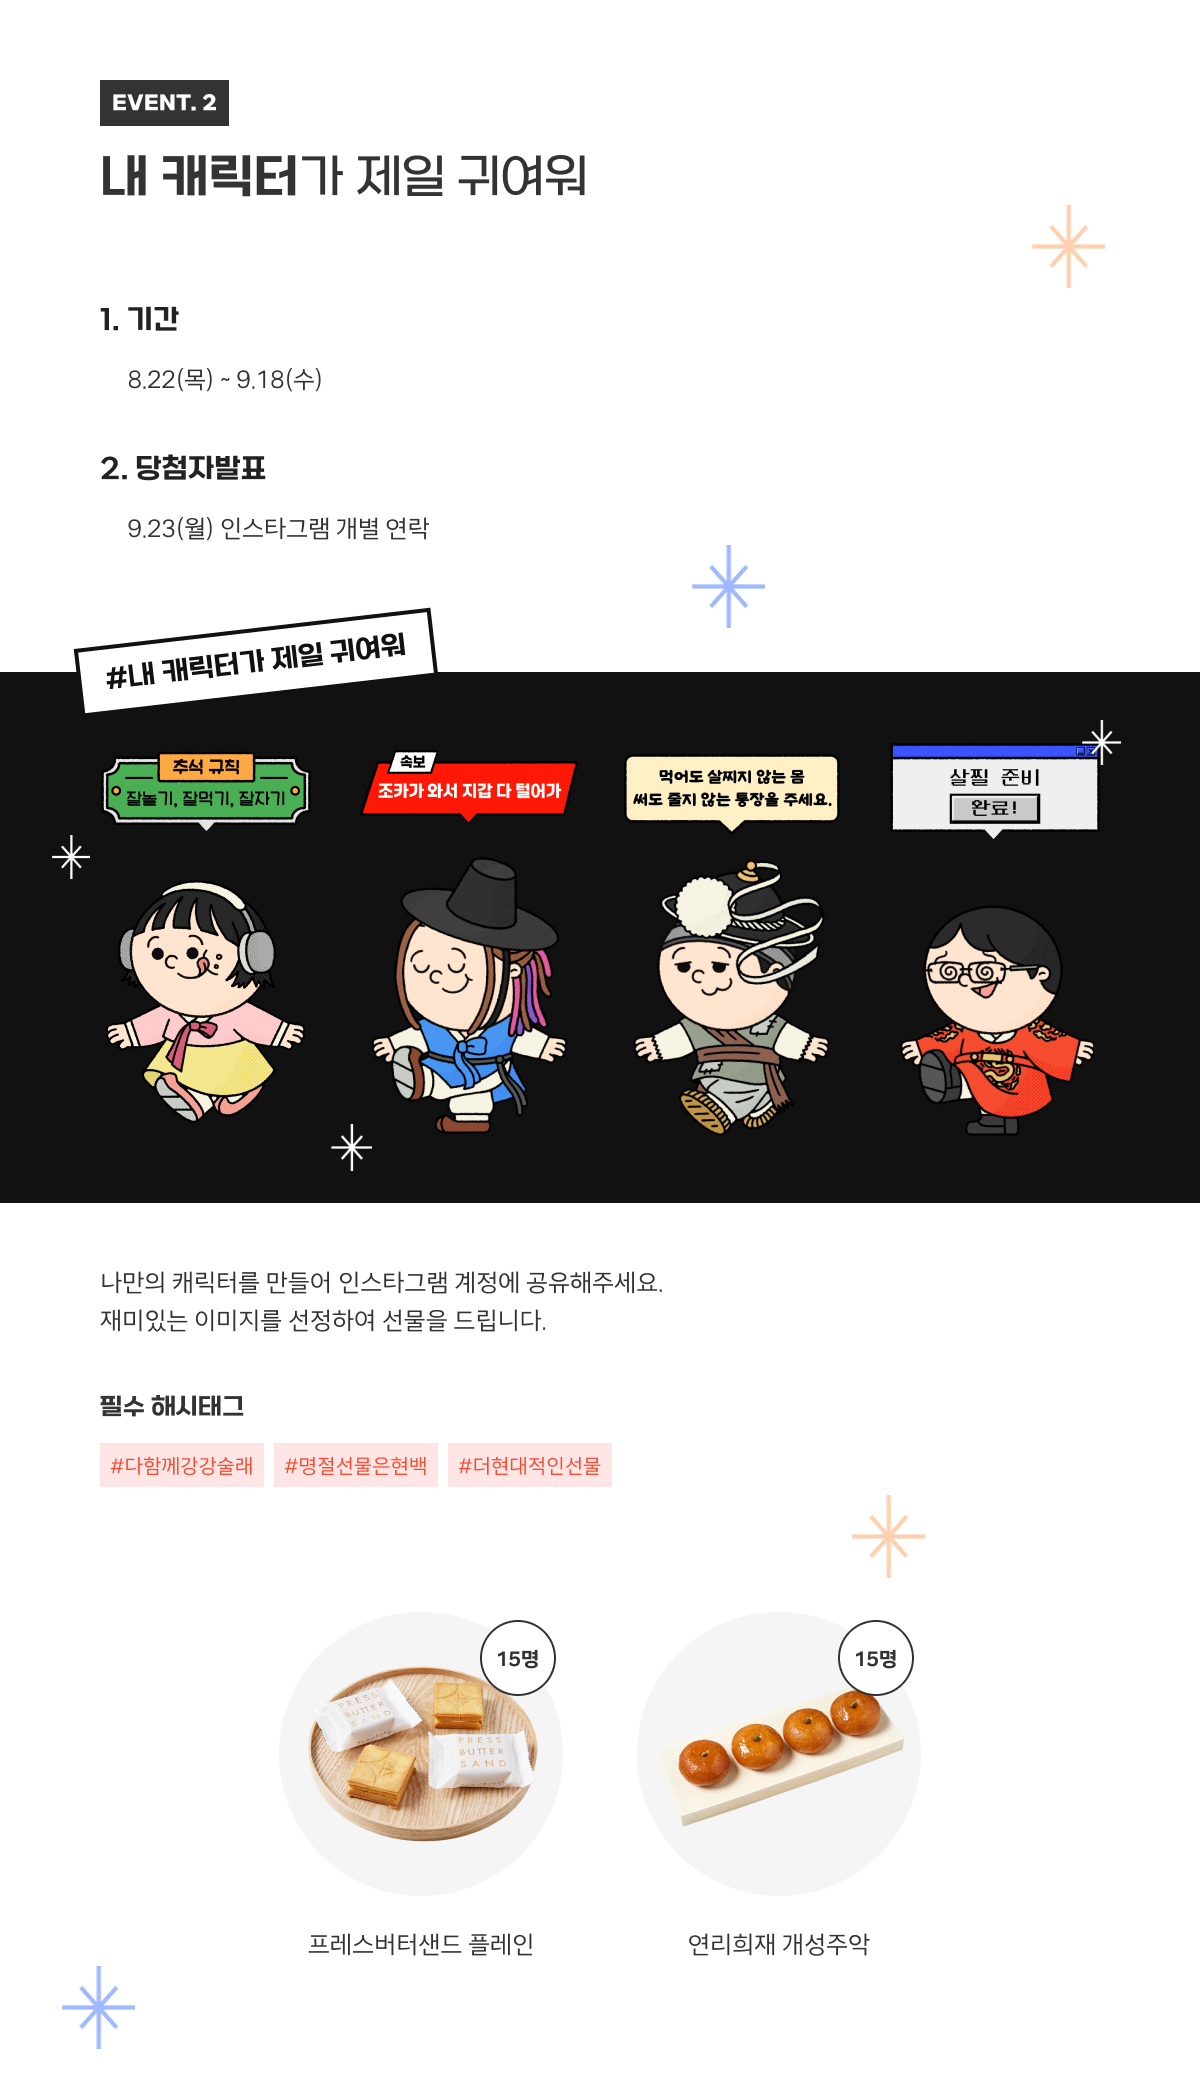 EVENT. 2
내 캐릭터가 제일 귀여워
1. 기간
8.22(목) ~ 9.18(수)
2. 당첨자발표
9.23(월) 인스타그램 개별 연락
#내 캐릭터가 제일 귀여워
추석 규칙
잘놀기, 잘먹기, 잘자기
속보
조카가 와서 지갑 다 털어가
먹어도 살찌지 않는 몸
써도 줄지 않는 통장을 주세요.
살찔 준비
완료!
나만의 캐릭터를 만들어 인스타그램 계정에 공유해주세요.
재미있는 이미지를 선정하여 선물을 드립니다.
필수 해시태그
#다함께강강술래 #명절선물은현백 #더현대적인선물
15명
PRESS
BUTTER
SAND
PRESS
BUTTER
SAND
프레스버터샌드 플레인
15명
연리희재 개성주악